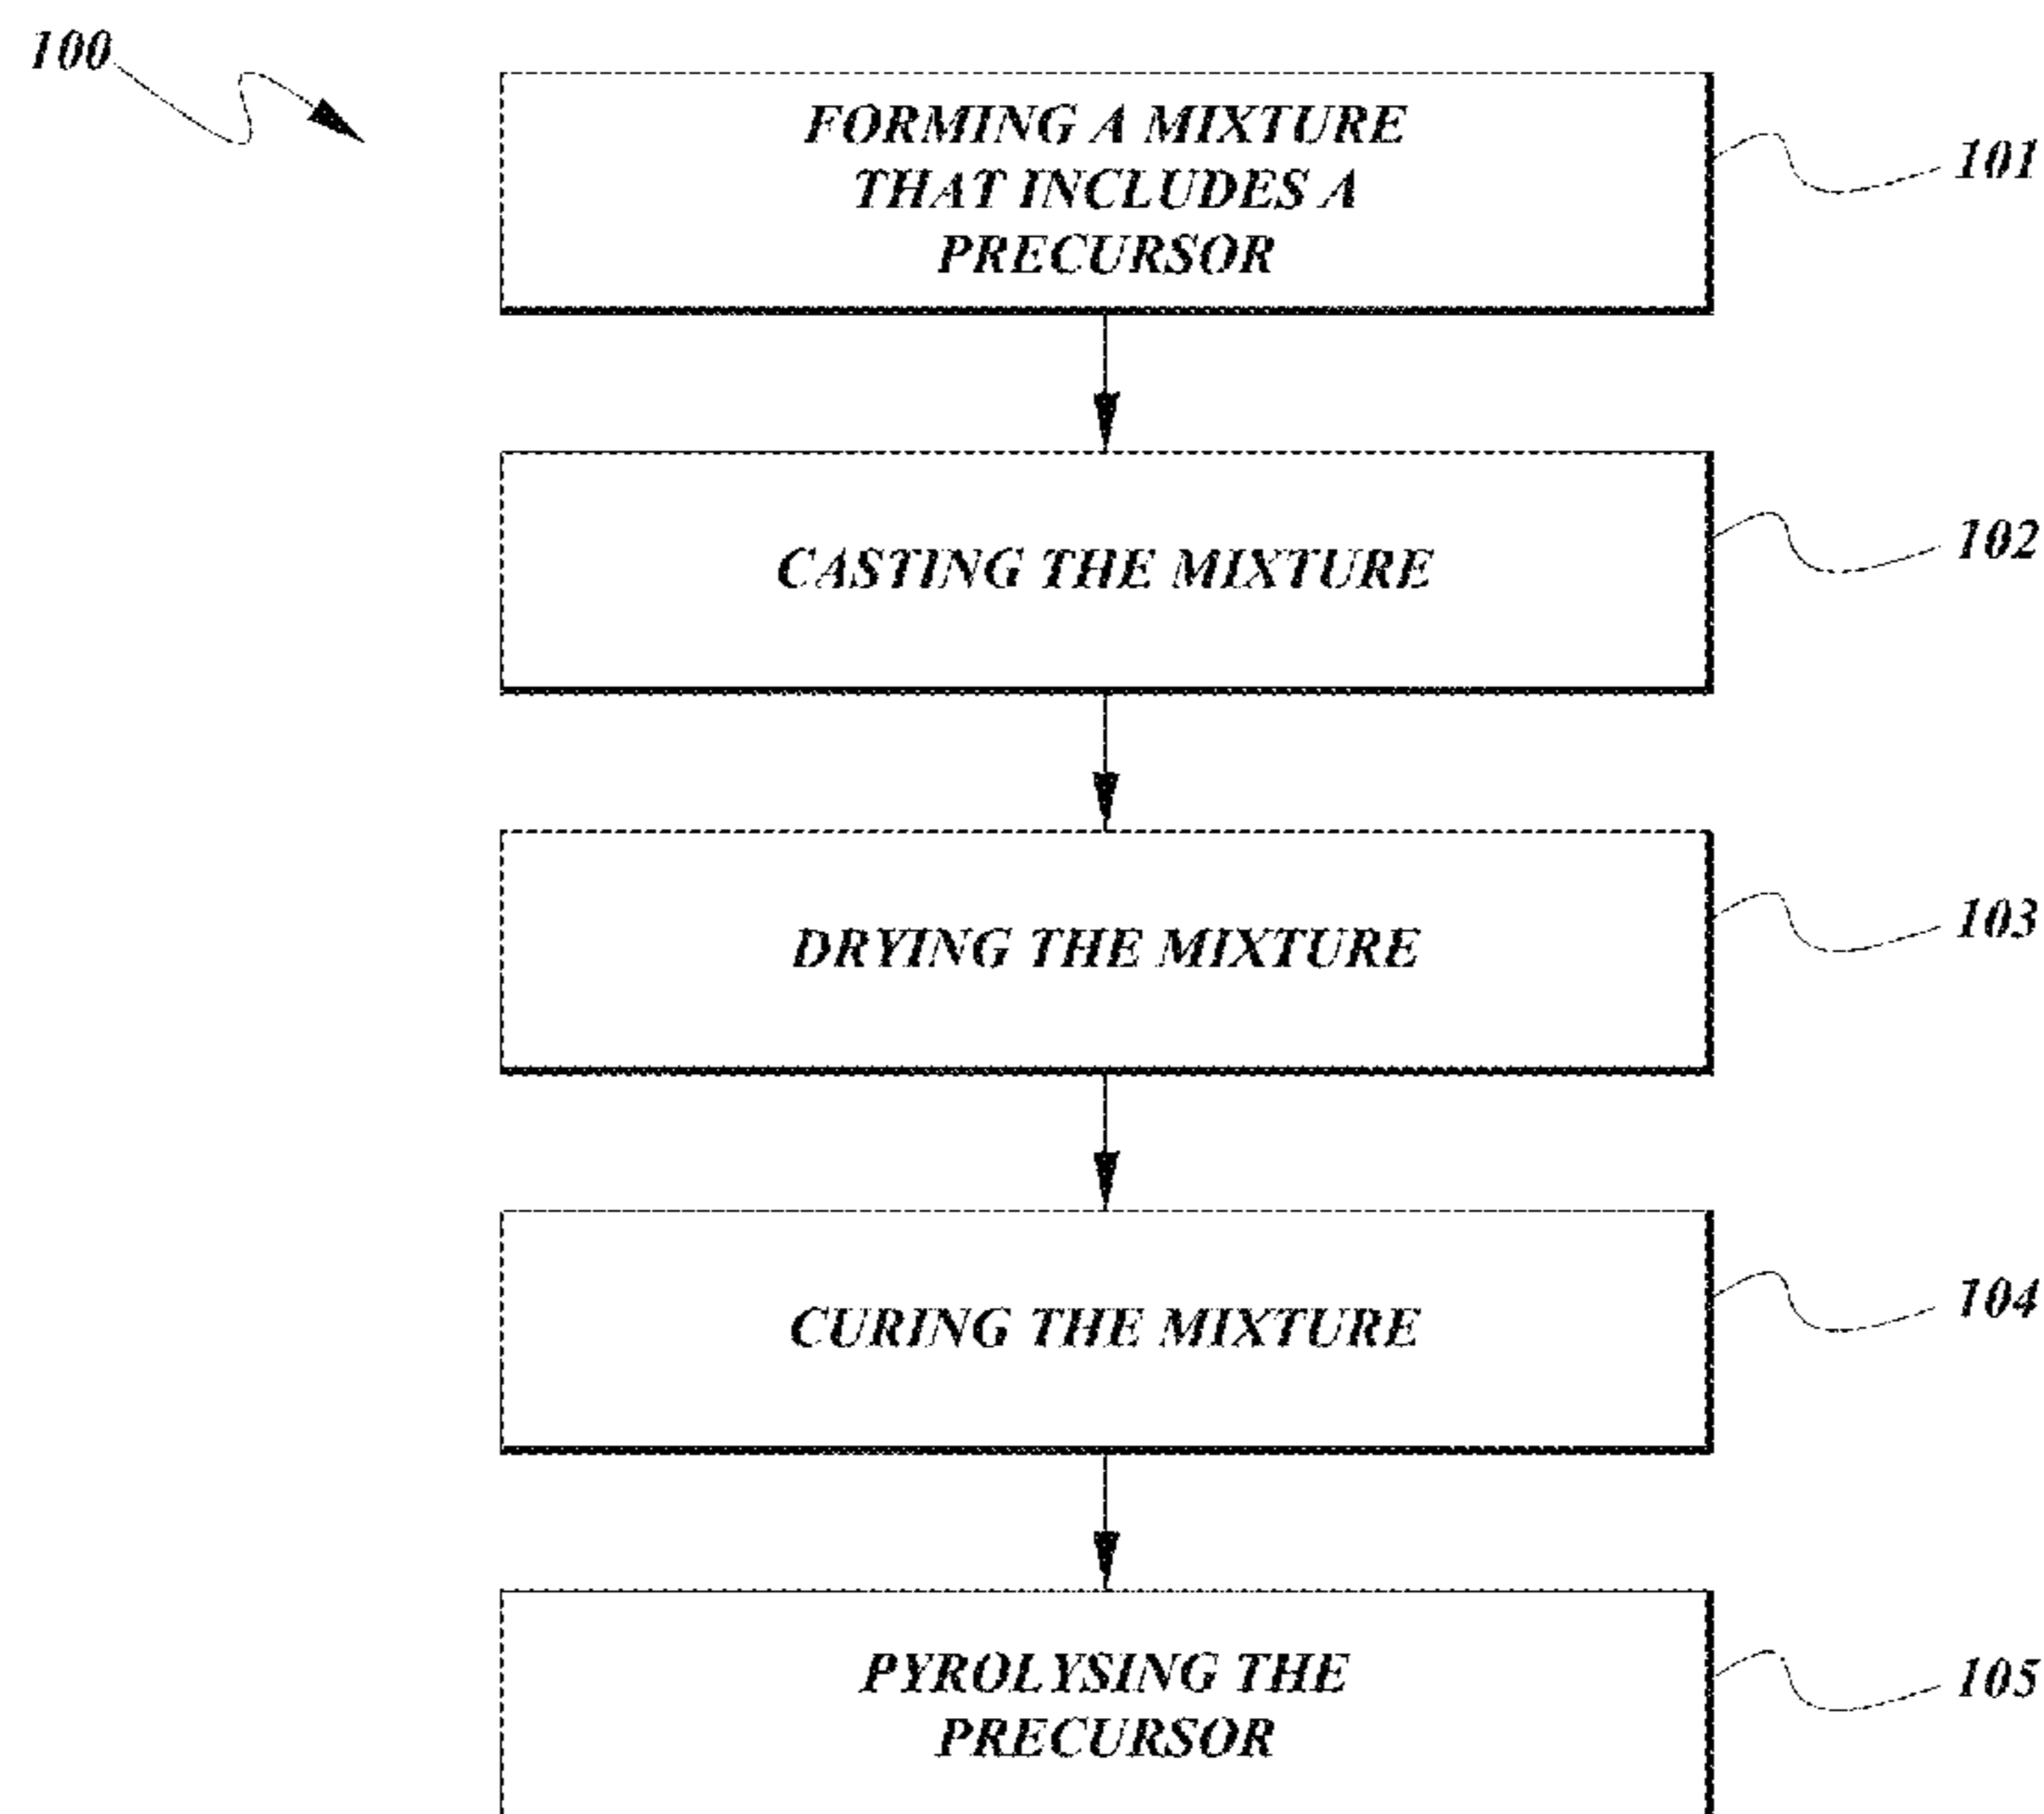 100
FORMING A MIXTURE
THAT INCLUDES A
PRECURSOR
101
CASTING THE MIXTURE
102
DRYING THE MIXTURE
103
CURING THE MIXTURE
104
PYROLYSING THE
PRECURSOR
105